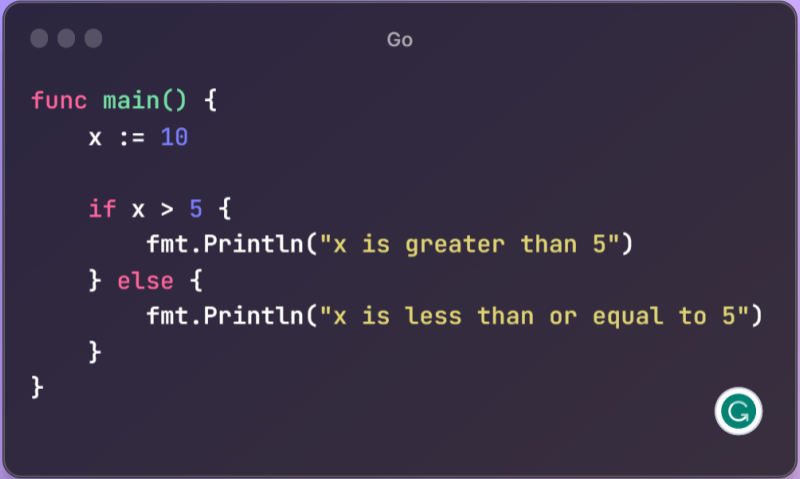 Go
func main() {
    x := 10
    if x > 5 {
        fmt.Println("x is greater than 5")
    } else {
        fmt.Println("x is less than or equal to 5")
    }
}